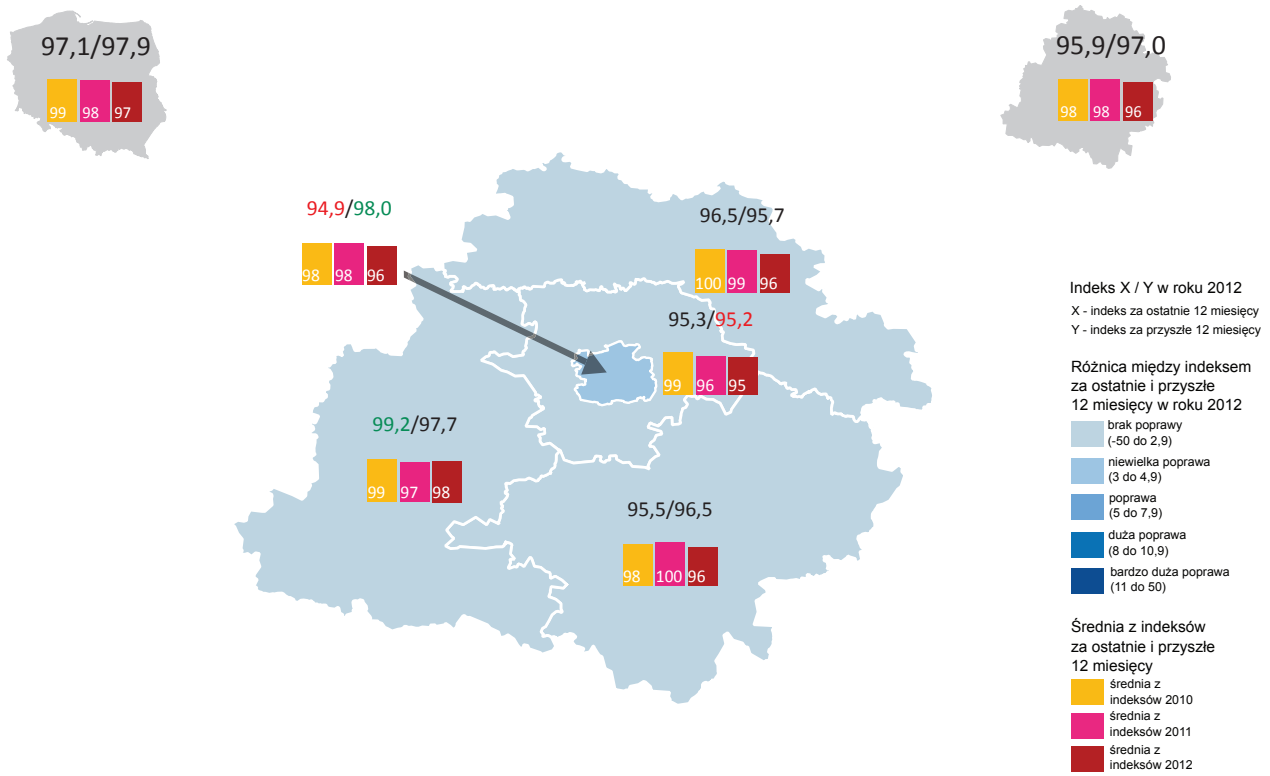 97,1/97,9
99 98 97
95,9/97,0
98 98 96
94,9/98,0
98 98 96
96,5/95,7
100 99 96
95,3/95,2
99 96 95
99,2/97,7
99 97 98
95,5/96,5
98 100 96
Indeks X / Y w roku 2012
X - indeks za ostatnie 12 miesięcy
Y - indeks za przyszłe 12 miesięcy
Różnica między indeksem
za ostatnie i przyszłe
12 miesięcy w roku 2012
brak poprawy
(-50 do 2,9)
niewielka poprawa
(3 do 4,9)
poprawa
(5 do 7,9)
duża poprawa
(8 do 10,9)
bardzo duża poprawa
(11 do 50)
Średnia z indeksów
za ostatnie i przyszłe
12 miesięcy
średnia z
indeksów 2010
średnia z
indeksów 2011
średnia z
indeksów 2012